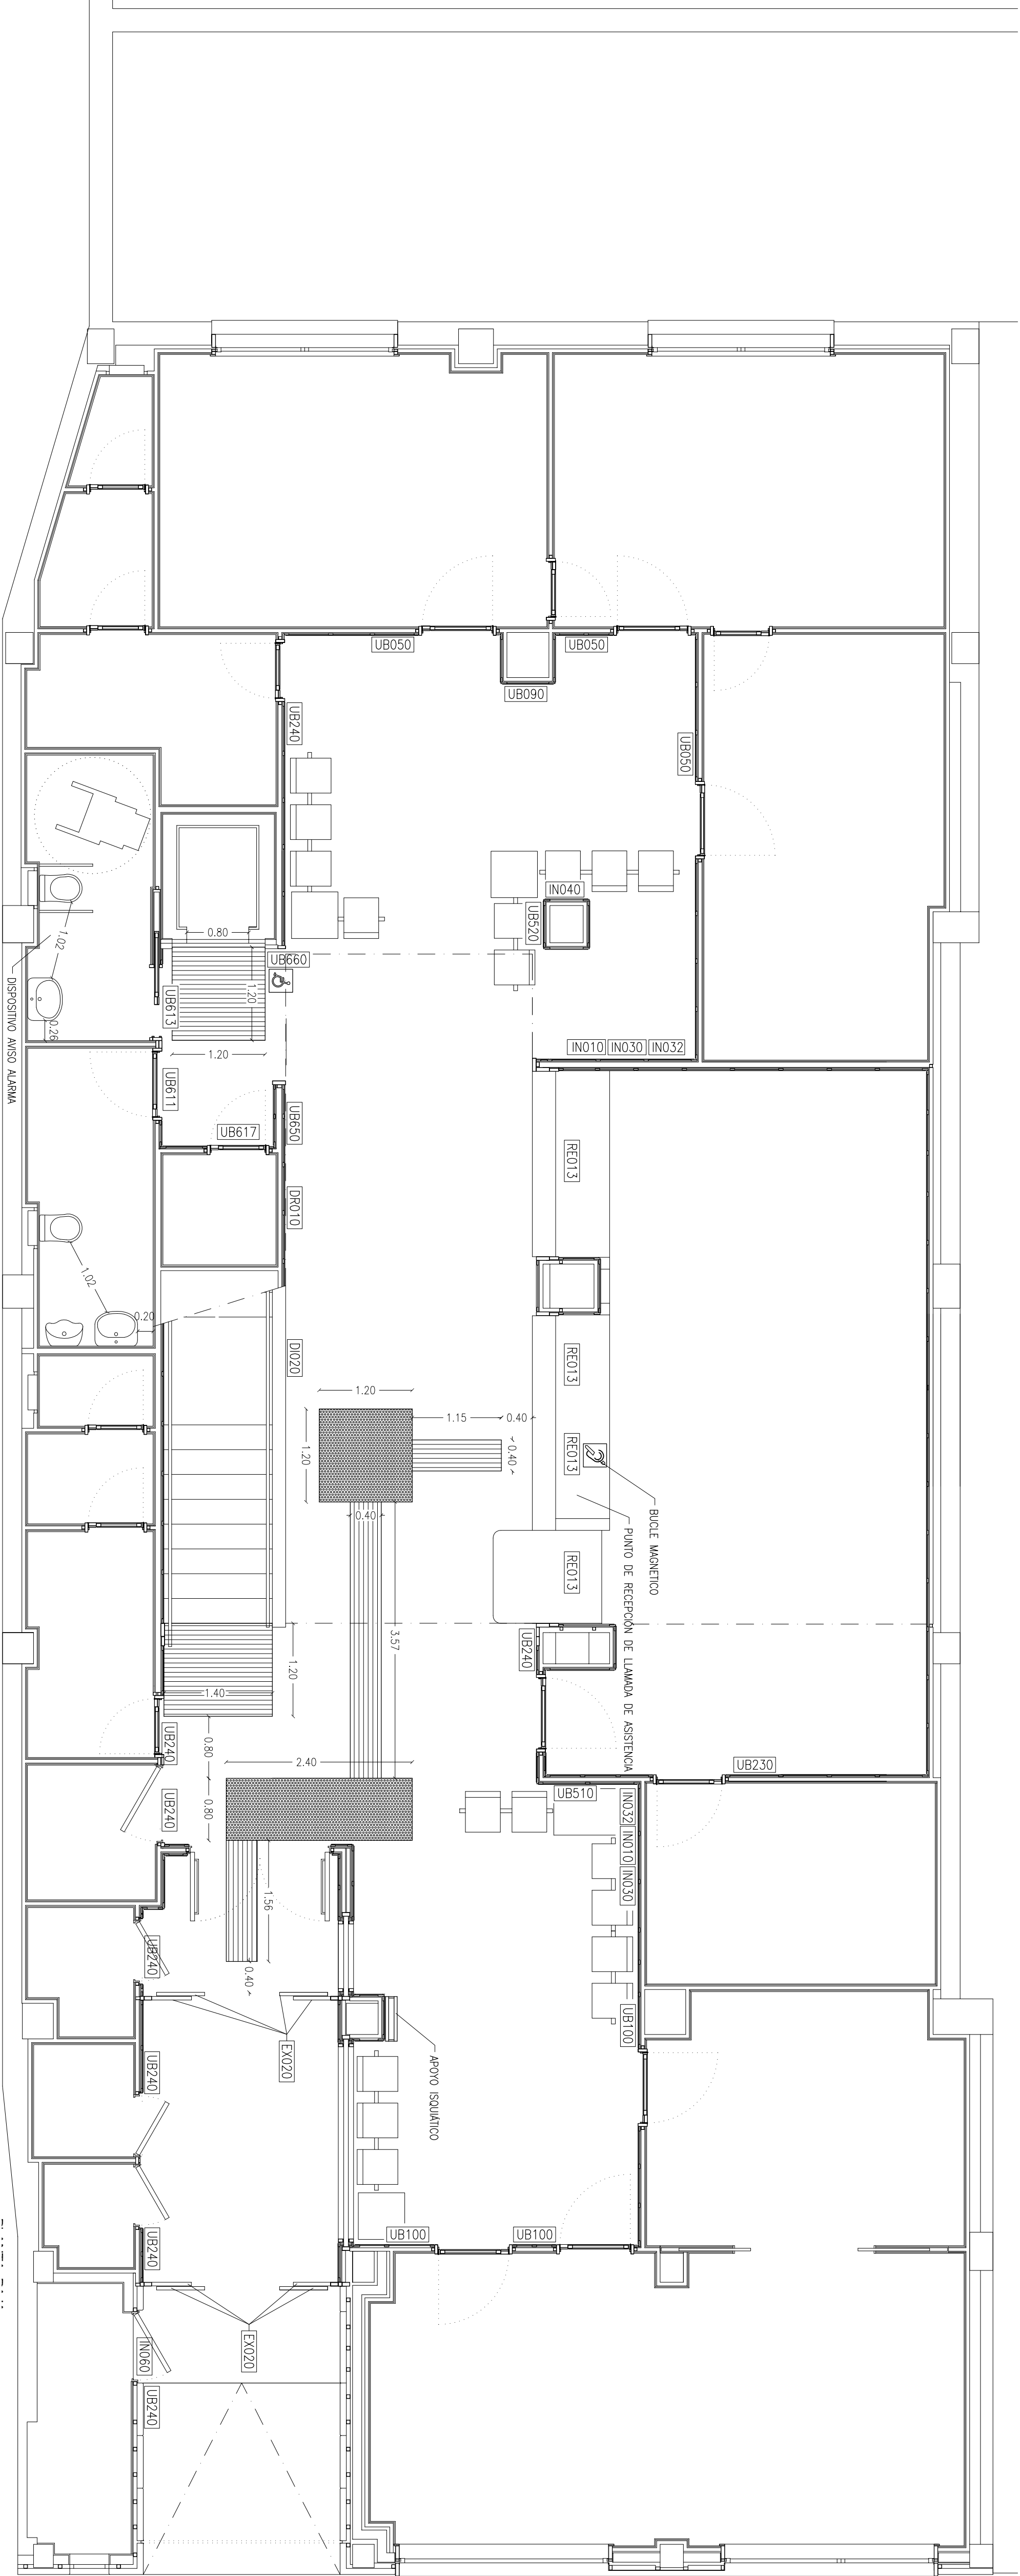 UB050
UB050
UB090
UB240
UB050
IN040
UB520
0.80
UB660
1.02
1.20
UB613
0.26
DISPOSITIVO AVISO ALARMA
1.20
IN010 IN030 IN032
UB611
UB617
UB650
RE013
DR010
1.02
0.20
DI020
RE013
1.20
1.15
0.40
1.20
0.40
RE013
BUCLE MAGNETICO
0.40
PUNTO DE RECEPCIÓN DE LLAMADA DE ASISTENCIA
RE013
3.57
UB240
1.20
1.40
UB240
0.80
2.40
UB230
UB240
0.80
UB510
IN032 IN010 IN030
1.56
UB240
0.40
EX020
UB100
UB240
APOYO ISQUIÁTICO
UB240
UB100
UB100
EX020
IN060
UB240